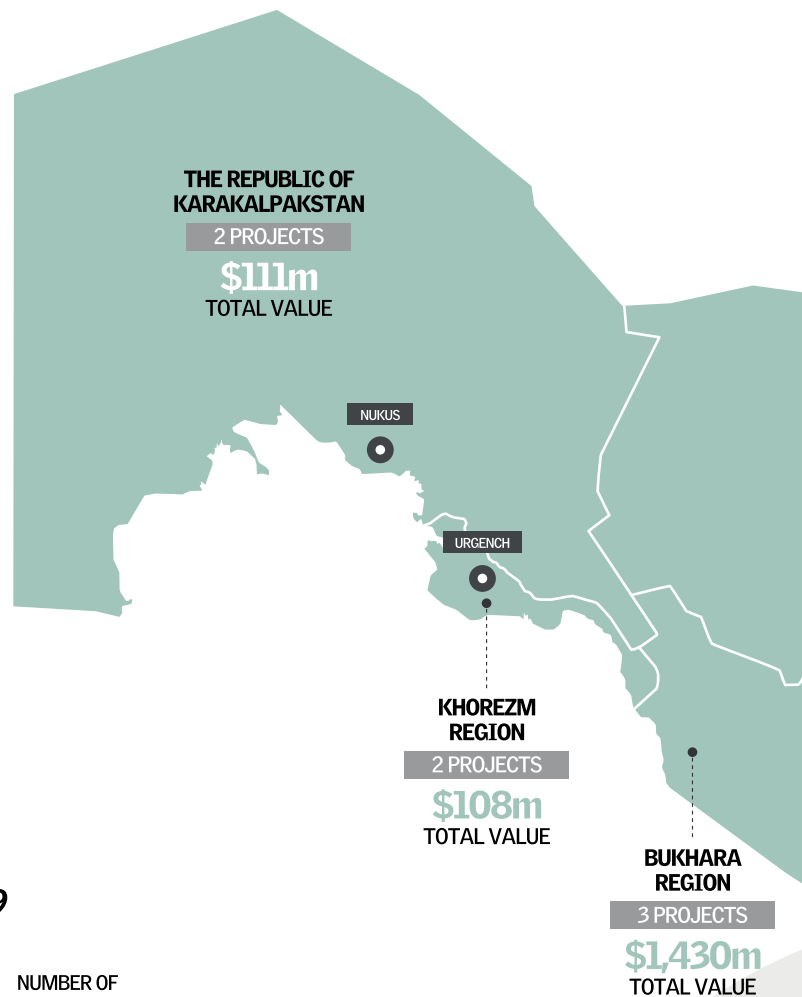 THE REPUBLIC OF
KARAKALPAKSTAN
2 PROJECTS
$111m
TOTAL VALUE
NUKUS
URGENCH
KHOREZM
REGION
2 PROJECTS
$108m
TOTAL VALUE
BUKHARA
REGION
3 PROJECTS
$1,430m
TOTAL VALUE
9
NUMBER OF